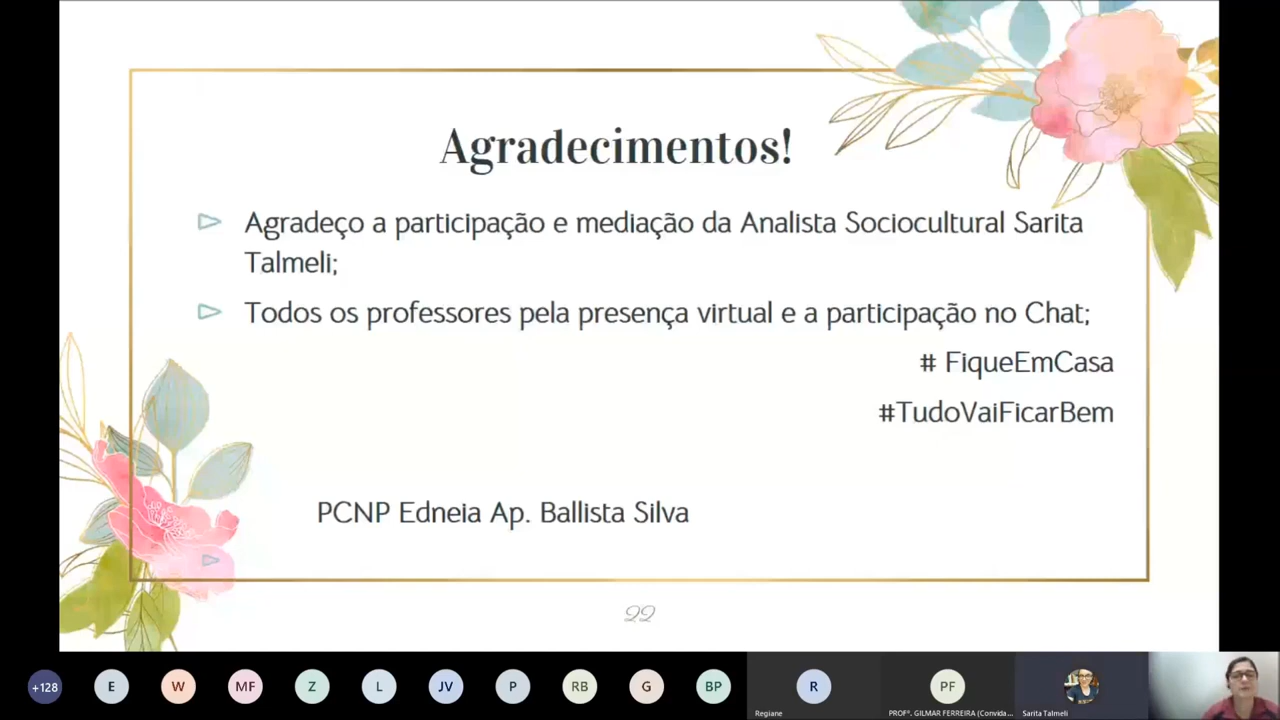 Agradecimentos!
Agradeço a participação e mediação da Analista Sociocultural Sarita
Talmeli;
Todos os professores pela presença virtual e a participação no Chat;
# FiqueEmCasa
#TudoVaiFicarBem
PCNP Edneia Ap. Ballista Silva
22
+128 E W MF Z L JV P RB G BP R PF
Regiane PROFº. GILMAR FERREIRA (Convida... Sarita Talmeli